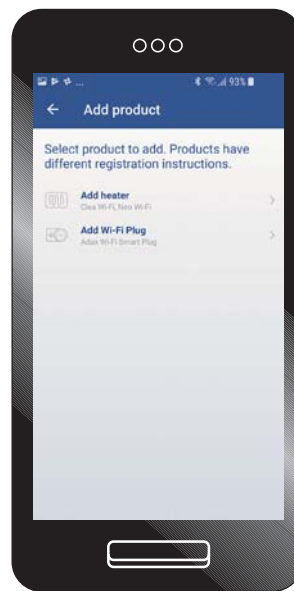 ... 93%
Add product
Select product to add. Products have
different registration instructions.
Add heater
Clea Wi-Fi, Neo Wi-Fi
Add Wi-Fi Plug
Adax Wi-Fi Smart Plug